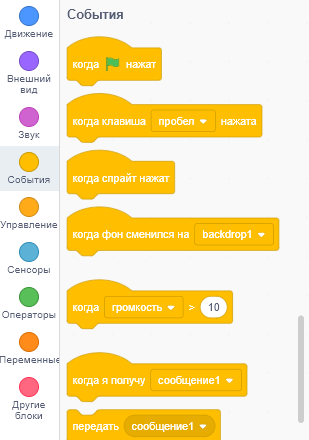 Движение
Внешний
вид
Звук
События
Управление
Сенсоры
Операторы
Переменные
Другие
блоки
События
когда нажат
когда клавиша пробел нажата
когда спрайт нажат
когда фон сменился на backdrop1
когда громкость > 10
когда я получу сообщение1
передать сообщение1